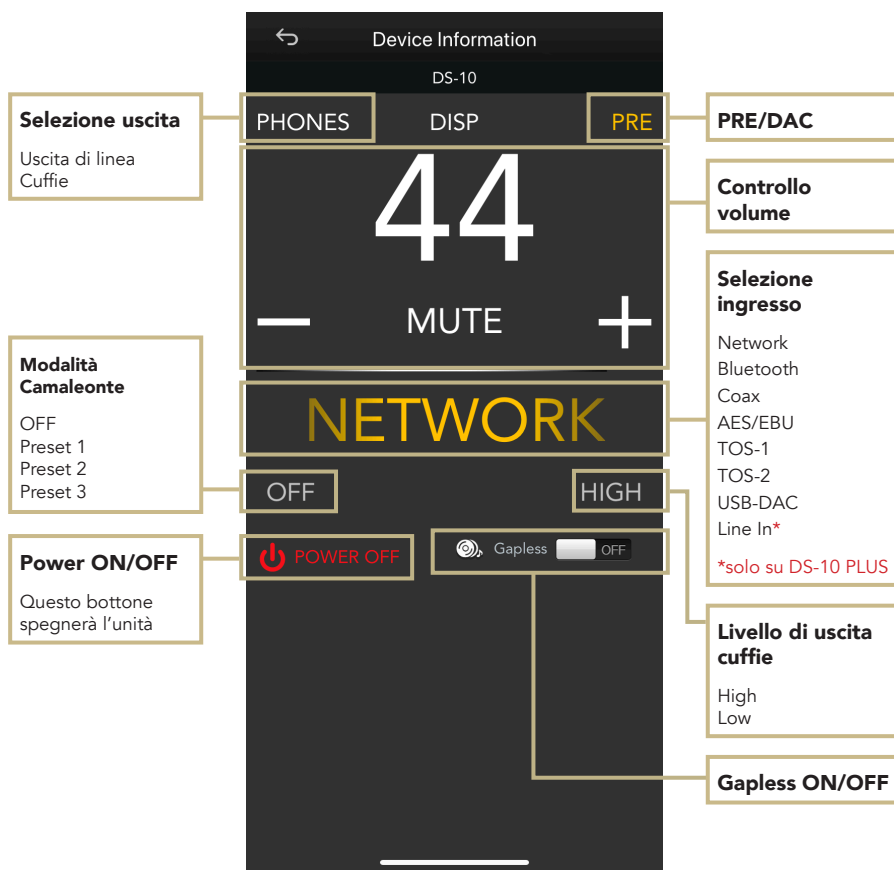 Device Information
DS-10
PHONES DISP PRE
44
MUTE
NETWORK
OFF HIGH
POWER OFF
Gapless OFF
Selezione uscita
Uscita di linea
Cuffie
Modalità
Camaleonte
OFF
Preset 1
Preset 2
Preset 3
Power ON/OFF
Questo bottone
spegnerà l'unità
PRE/DAC
Controllo
volume
Selezione
ingresso
Network
Bluetooth
Coax
AES/EBU
TOS-1
TOS-2
USB-DAC
Line In*
*solo su DS-10 PLUS
Livello di uscita
cuffie
High
Low
Gapless ON/OFF